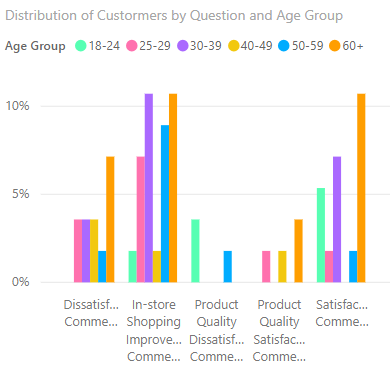 Distribution of Custormers by Question and Age Group
Age Group 18-24 25-29 30-39 40-49 50-59 60+
10%
5%
0%
Dissatisf...
Comme...
In-store
Shopping
Improve...
Comme...
Product
Quality
Dissatisf...
Comme...
Product
Quality
Satisfac...
Comme...
Satisfac...
Comme...